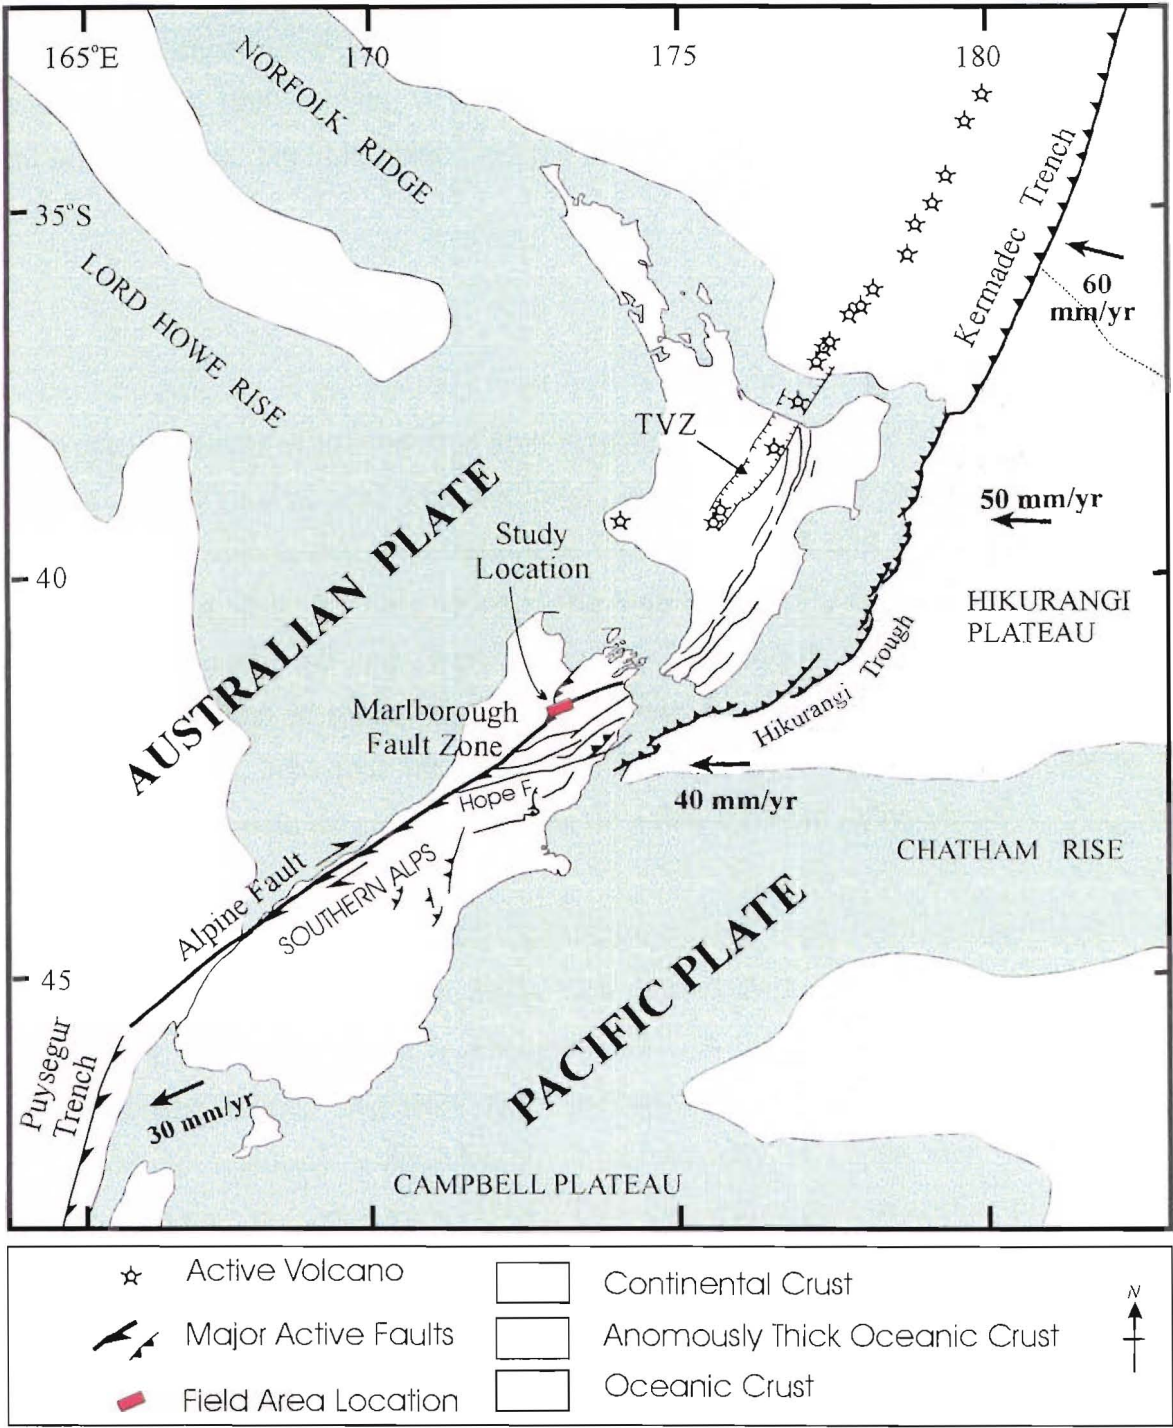 165°E 170 175 180
NORFOLK RIDGE
35°S
LORD HOWE RISE
Kermadec Trench
60
mm/yr
TVZ
50 mm/yr
AUSTRALIAN PLATE
Study
Location
40
HIKURANGI
PLATEAU
Hikurangi Trough
Marlborough
Fault Zone
40 mm/yr
Hope F.
CHATHAM RISE
Alpine Fault
SOUTHERN ALPS
PACIFIC PLATE
45
Puysegur
Trench
30 mm/yr
CAMPBELL PLATEAU
Active Volcano
Major Active Faults
Field Area Location
Continental Crust
Anomously Thick Oceanic Crust
Oceanic Crust
N